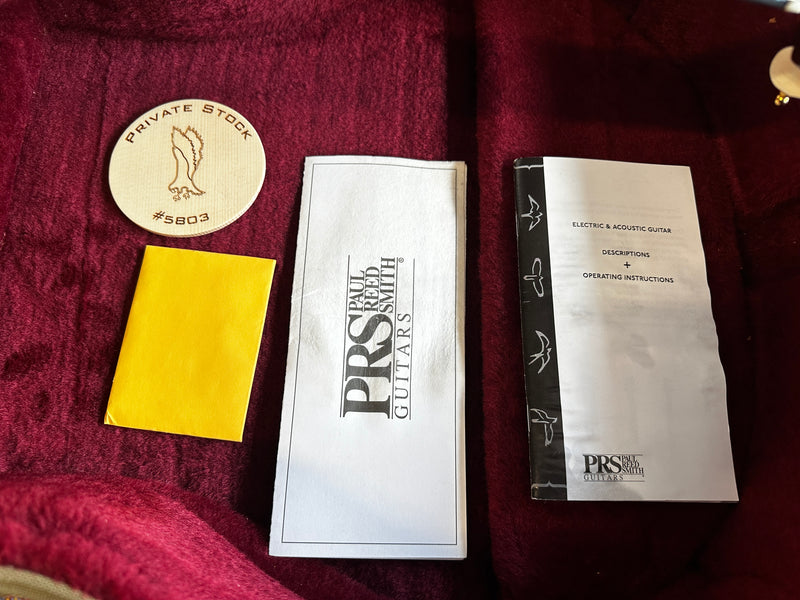 PRIVATE STOCK
#5803
PRS PAUL REED SMITH®
GUITARS
ELECTRIC & ACOUSTIC GUITAR
DESCRIPTIONS
+
OPERATING INSTRUCTIONS
PRS PAUL REED SMITH
GUITARS